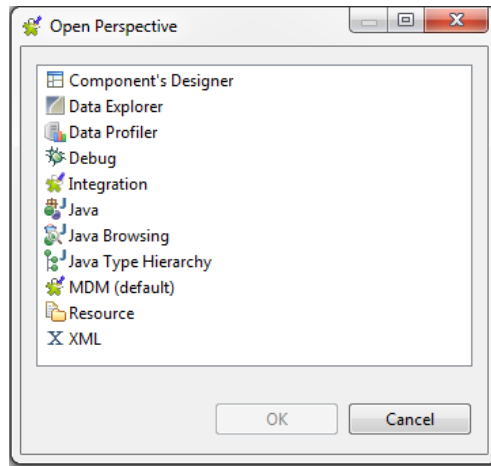 Open Perspective
Component's Designer
Data Explorer
Data Profiler
Debug
Integration
Java
Java Browsing
Java Type Hierarchy
MDM (default)
Resource
XML
OK
Cancel